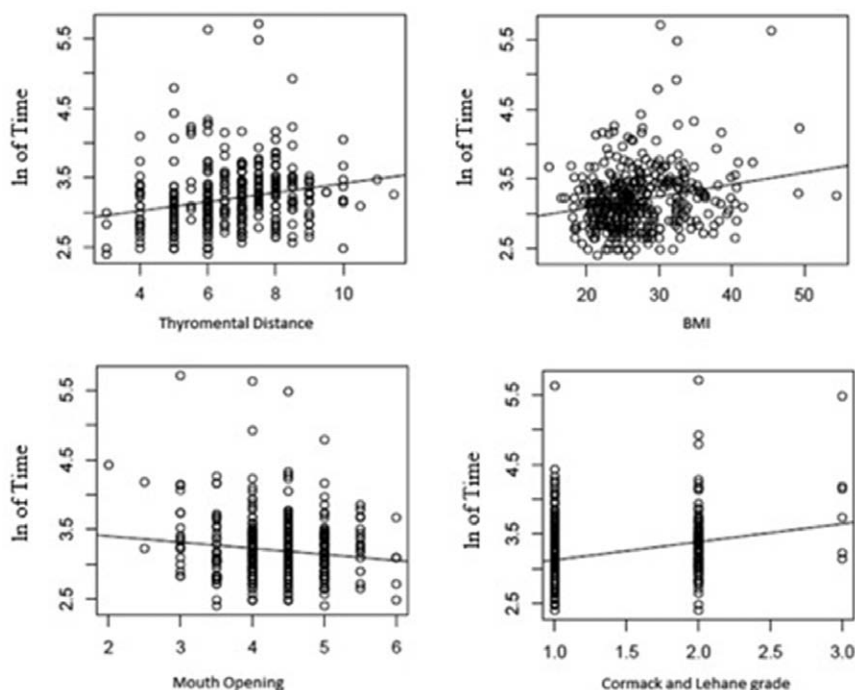 ln of Time
5.5
4.5
3.5
2.5
4 6 8 10
Thyromental Distance
ln of Time
5.5
4.5
3.5
2.5
20 30 40 50
BMI
ln of Time
5.5
4.5
3.5
2.5
2 3 4 5 6
Mouth Opening
ln of Time
5.5
4.5
3.5
2.5
1.0 1.5 2.0 2.5 3.0
Cormack and Lehane grade